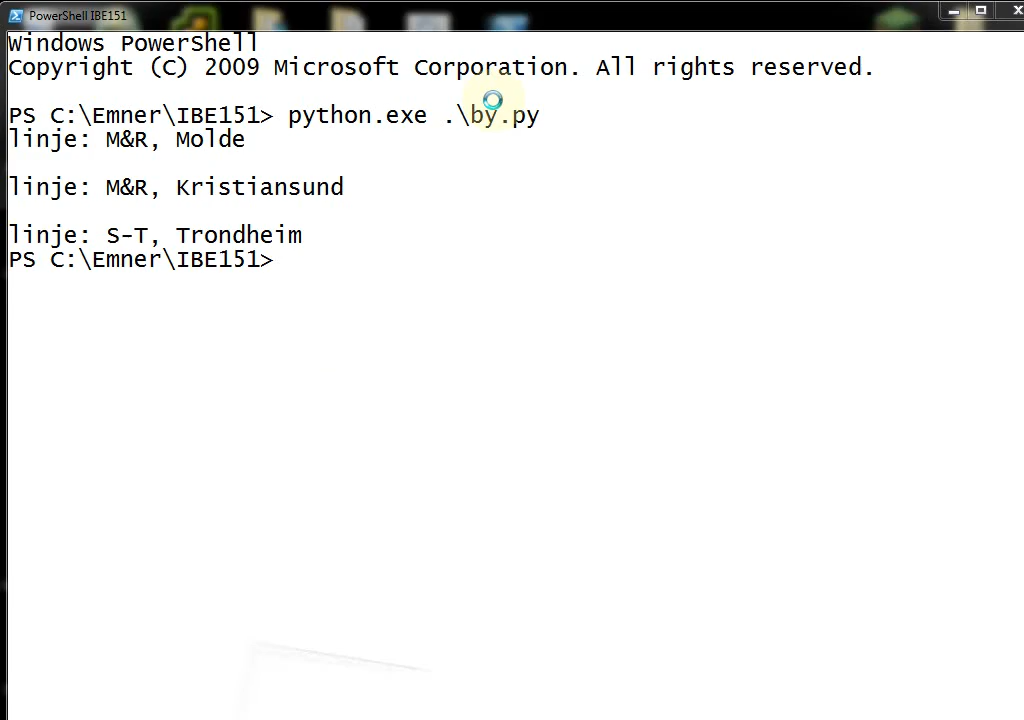 PowerShell IBE151
Windows PowerShell
Copyright (C) 2009 Microsoft Corporation. All rights reserved.
PS C:\Emner\IBE151> python.exe .\by.py
linje: M&R, Molde
linje: M&R, Kristiansund
linje: S-T, Trondheim
PS C:\Emner\IBE151>